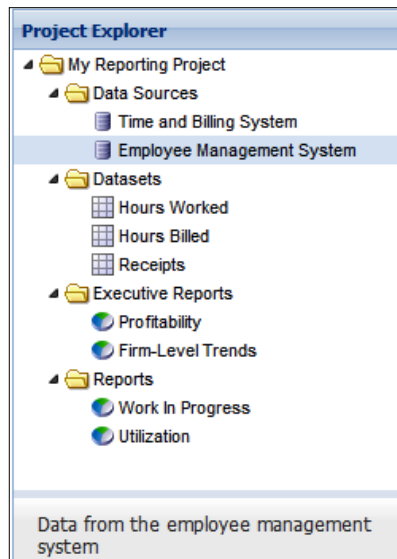 Project Explorer
My Reporting Project
Data Sources
Time and Billing System
Employee Management System
Datasets
Hours Worked
Hours Billed
Receipts
Executive Reports
Profitability
Firm-Level Trends
Reports
Work In Progress
Utilization
Data from the employee management
system